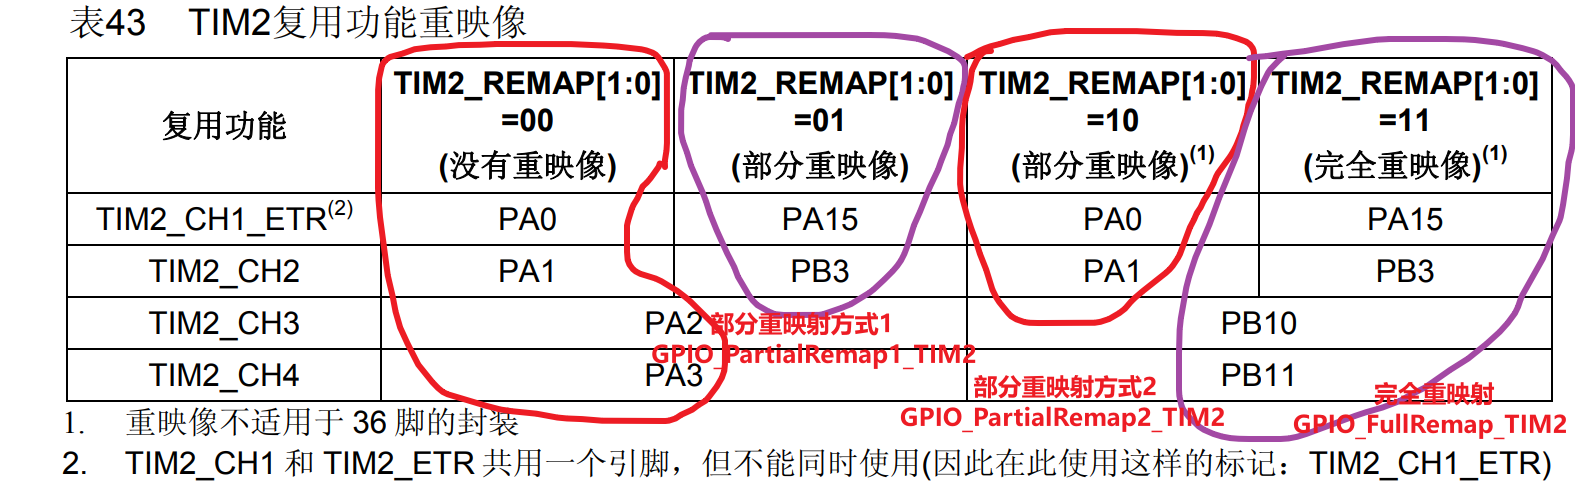 表43 TIM2复用功能重映像
复用功能 TIM2_REMAP[1:0] =00 (没有重映像) TIM2_REMAP[1:0] =01 (部分重映像) TIM2_REMAP[1:0] =10 (部分重映像)(1) TIM2_REMAP[1:0] =11 (完全重映像)(1)
TIM2_CH1_ETR(2) PA0 PA15 PA0 PA15
TIM2_CH2 PA1 PB3 PA1 PB3
TIM2_CH3 PA2 PB10
部分重映射方式1
GPIO_PartialRemap1_TIM2
TIM2_CH4 PA3 PB11
部分重映射方式2
GPIO_PartialRemap2_TIM2
完全重映射
GPIO_FullRemap_TIM2
1. 重映像不适用于 36 脚的封装
2. TIM2_CH1 和 TIM2_ETR 共用一个引脚，但不能同时使用(因此在此使用这样的标记：TIM2_CH1_ETR)